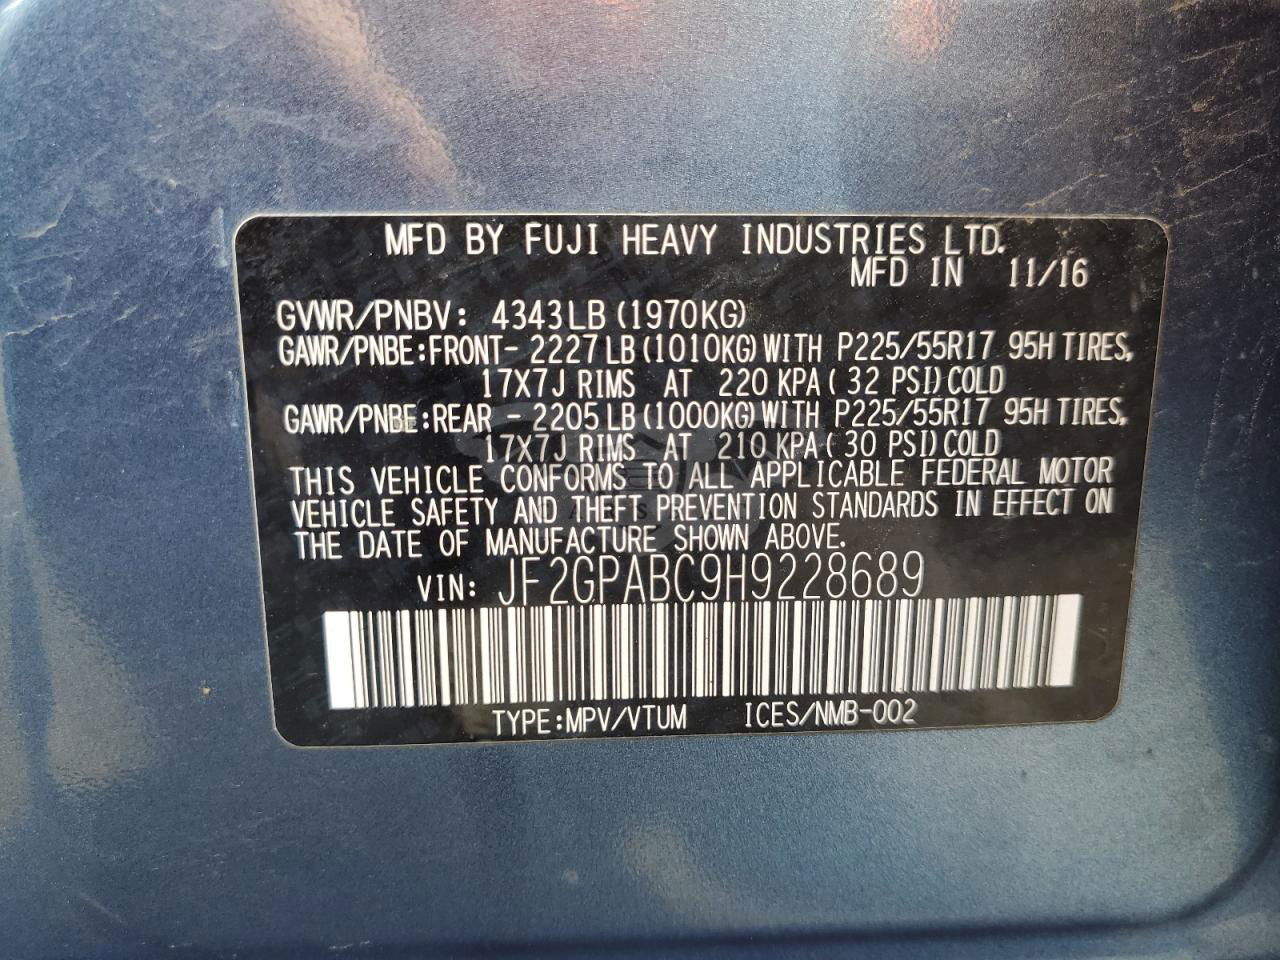 MFD BY FUJI HEAVY INDUSTRIES LTD.
MFD IN 11/16
GVWR/PNBV: 4343LB (1970KG)
GAWR/PNBE:FRONT- 2227LB (1010KG) WITH P225/55R17 95H TIRES,
17X7J RIMS AT 220 KPA( 32 PSI)COLD
GAWR/PNBE:REAR - 2205LB (1000KG) WITH P225/55R17 95H TIRES,
17X7J RIMS AT 210 KPA( 30 PSI)COLD
THIS VEHICLE CONFORMS TO ALL APPLICABLE FEDERAL MOTOR
VEHICLE SAFETY AND THEFT PREVENTION STANDARDS IN EFFECT ON
THE DATE OF MANUFACTURE SHOWN ABOVE.
VIN: JF2GPABC9H9228689
TYPE:MPV/VTUM ICES/NMB-002